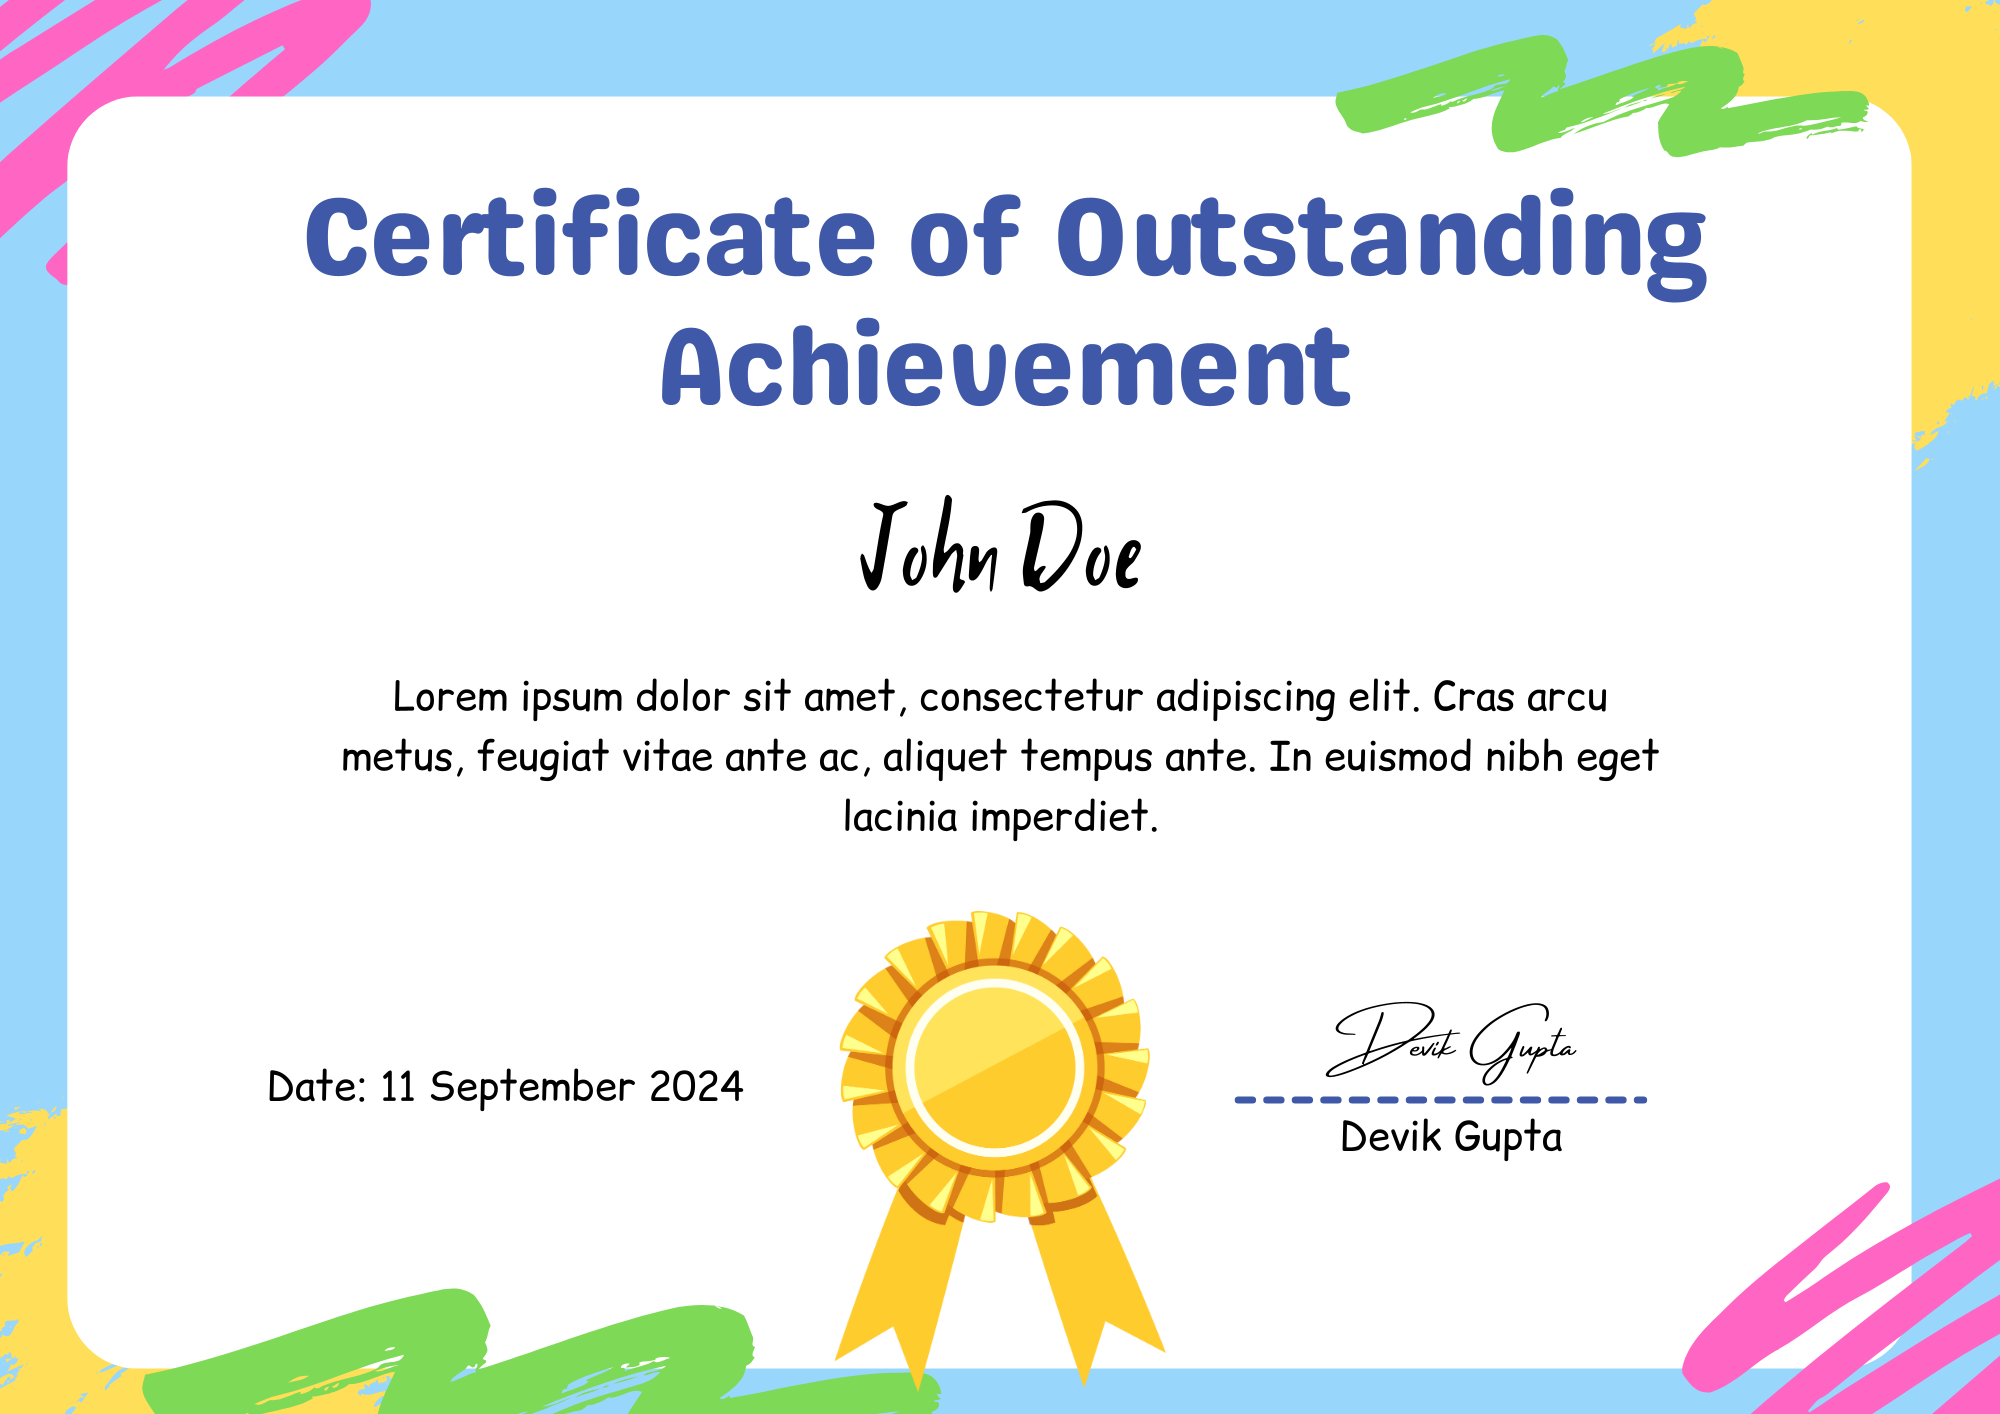 Certificate of Outstanding
Achievement
John Doe
Lorem ipsum dolor sit amet, consectetur adipiscing elit. Cras arcu
metus, feugiat vitae ante ac, aliquet tempus ante. In euismod nibh eget
lacinia imperdiet.
Date: 11 September 2024
Devik Gupta
Devik Gupta